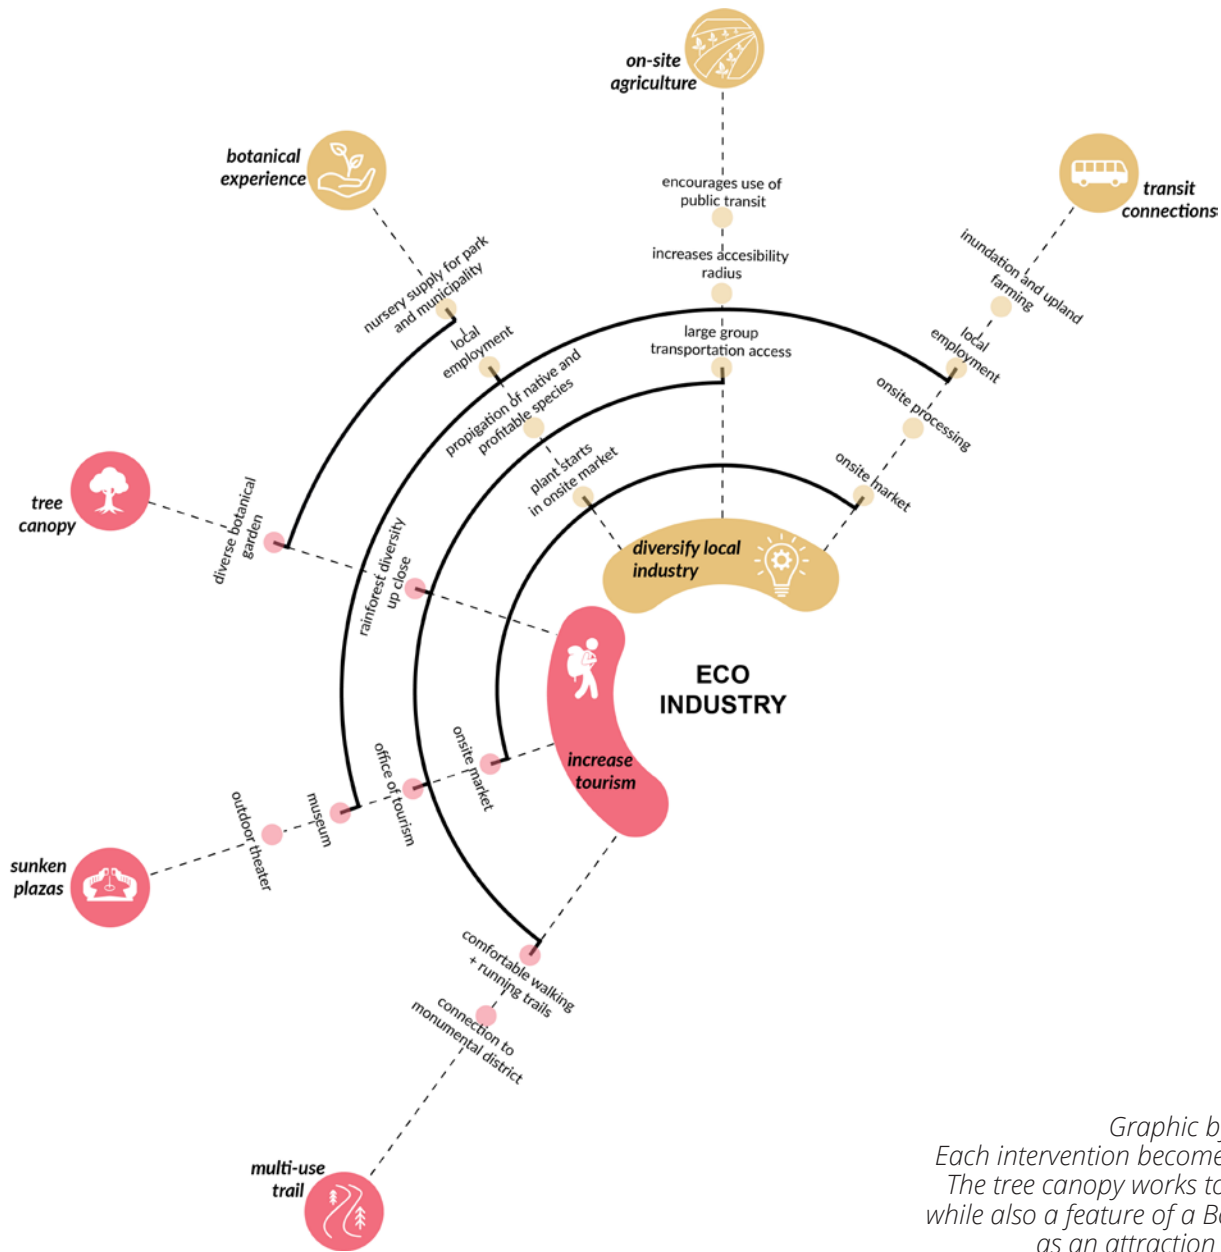 on-site
agriculture
botanical
experience
transit
connections
encourages use of
public transit
increases accesibility
radius
large group
transportation access
nursery supply for park
and municipality
local
employment
propigation of native and
profitable species
plant starts
in onsite market
inundation and upland
farming
local
employment
onsite processing
onsite market
diversify local
industry
tree
canopy
diverse botanical
garden
rainforest diversity
up close
ECO
INDUSTRY
increase
tourism
onsite market
office of tourism
museum
outdoor theater
sunken
plazas
comfortable walking
+ running trails
connection to
monumental district
multi-use
trail
Graphic b
Each intervention become
The tree canopy works to
while also a feature of a B
as an attraction